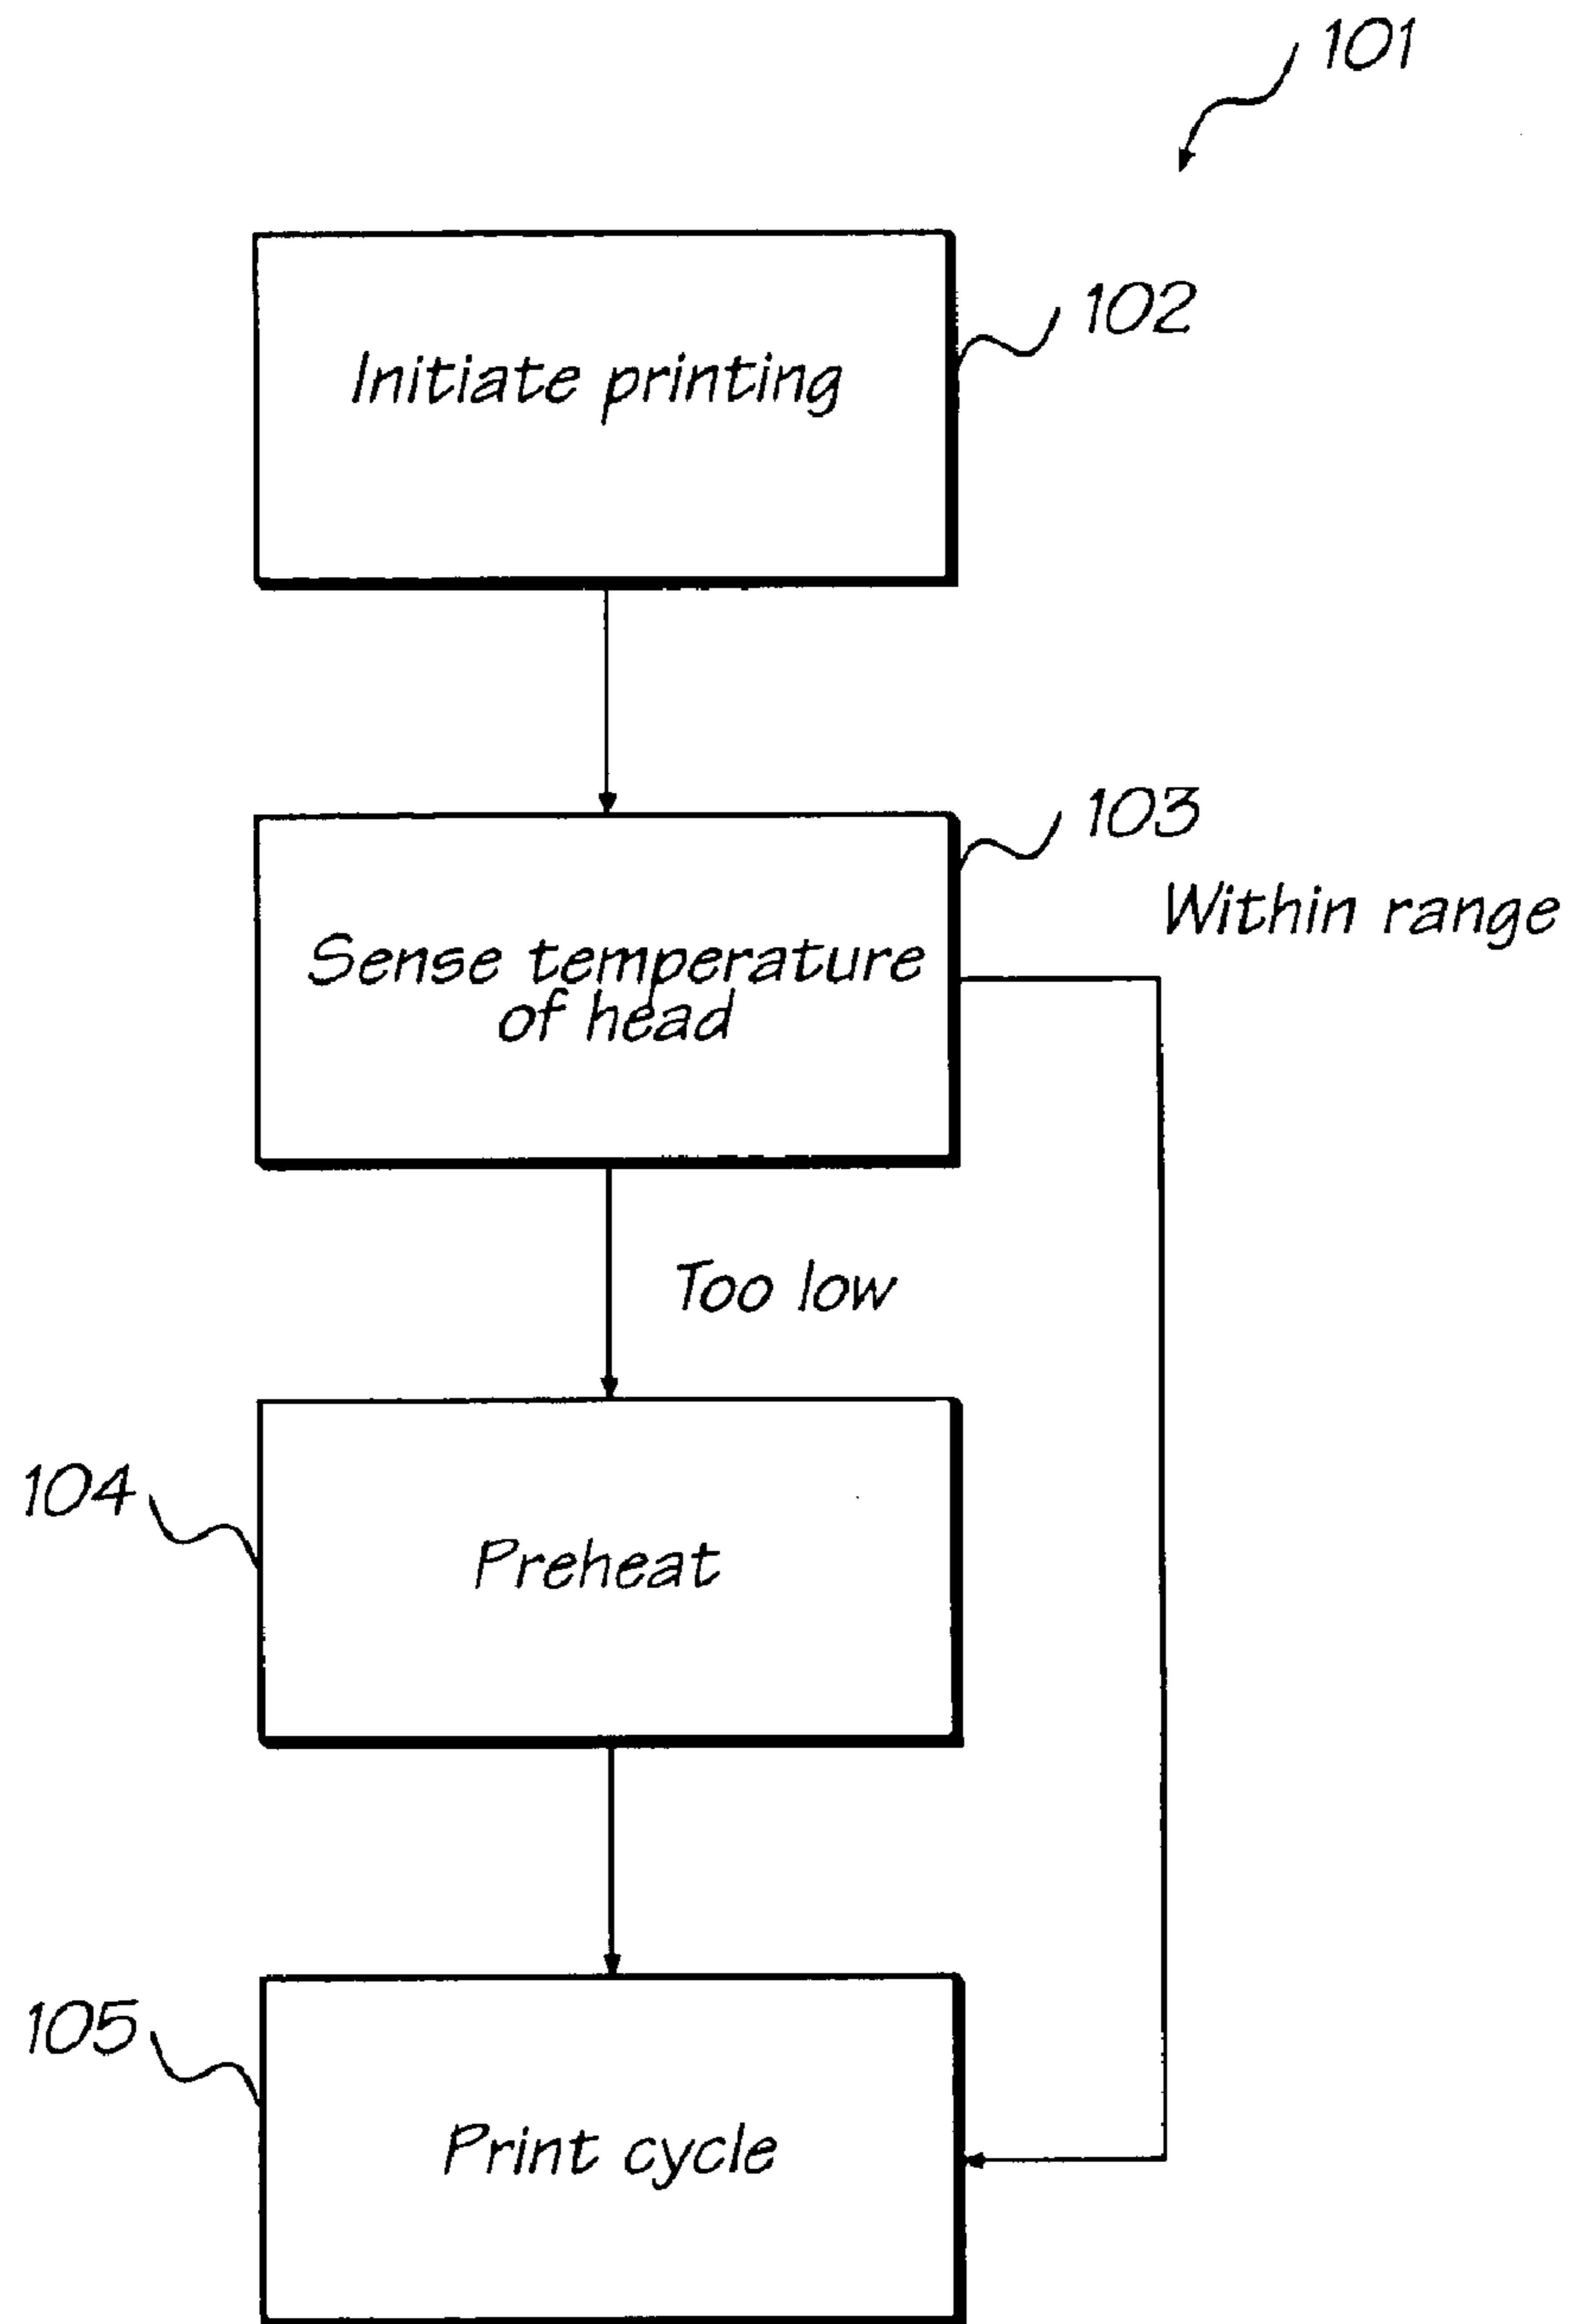 101
Initiate printing
102
103
Within range
Sense temperature
of head
Too low
104
Preheat
105
Print cycle